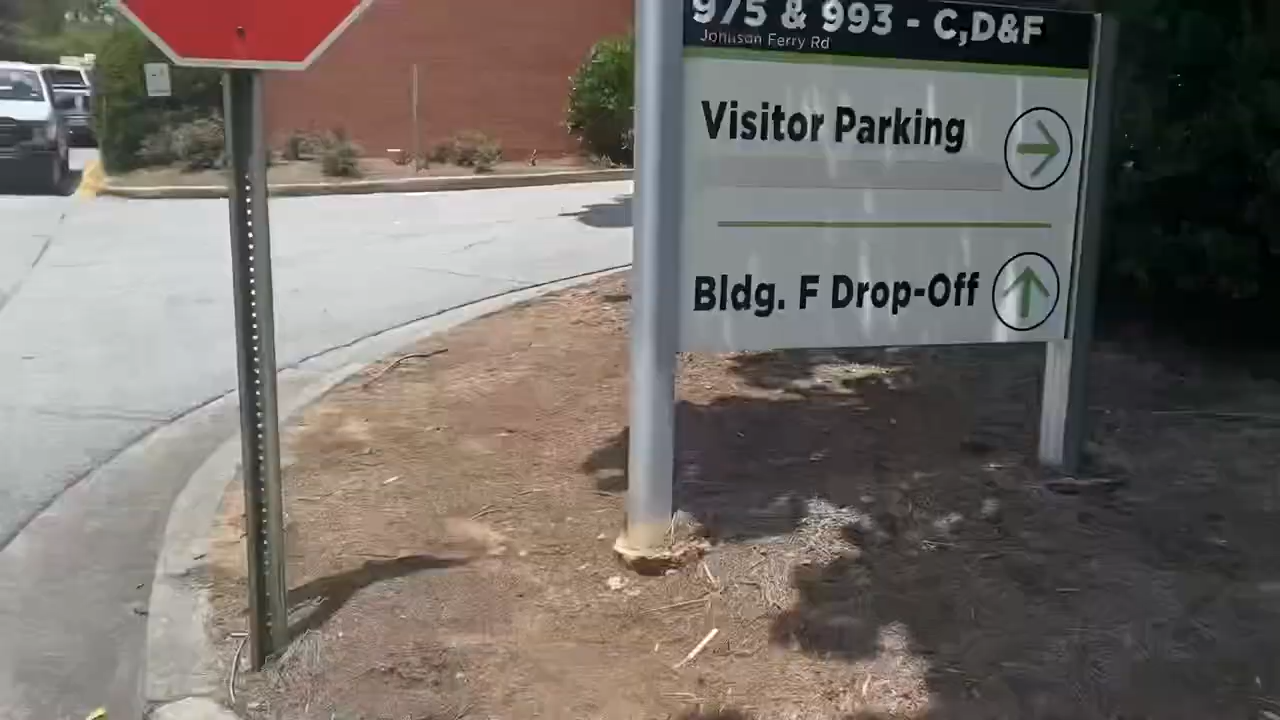 975 & 993 - C,D&F
Johnson Ferry Rd
Visitor Parking
Bldg. F Drop-Off